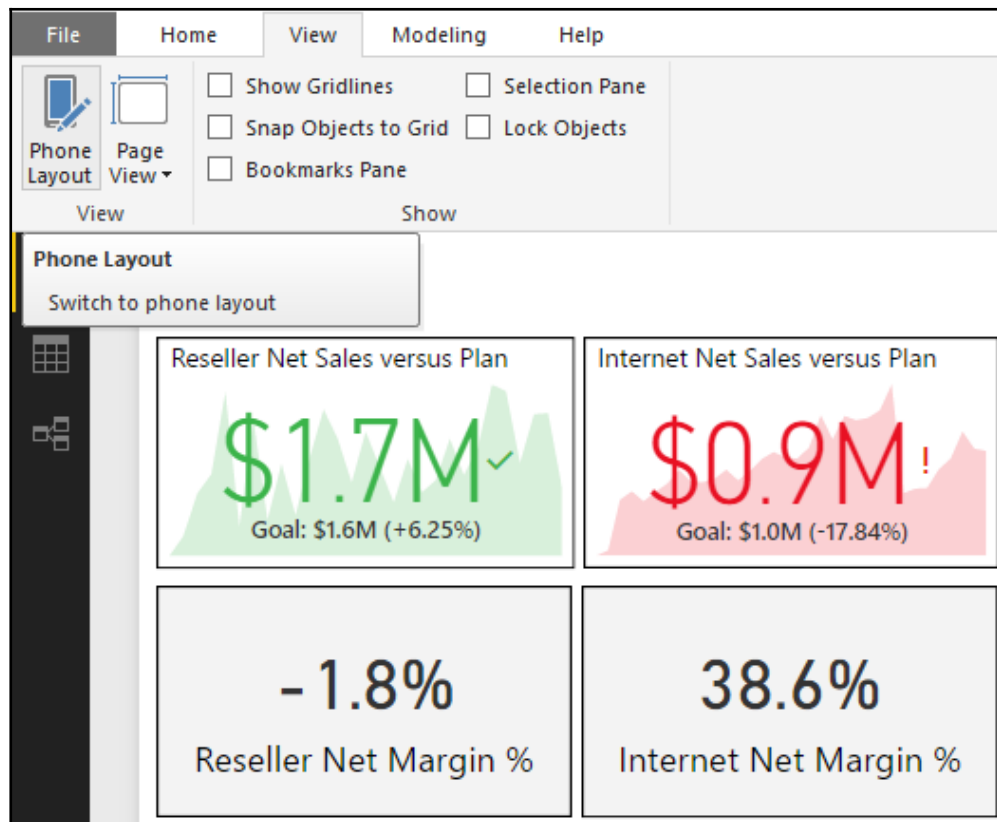 File Home View Modeling Help
Show Gridlines Selection Pane
Snap Objects to Grid Lock Objects
Phone Page
Layout View Bookmarks Pane
View Show
Phone Layout
Switch to phone layout
Reseller Net Sales versus Plan
$1.7M
Goal: $1.6M (+6.25%)
Internet Net Sales versus Plan
$0.9M !
Goal: $1.0M (-17.84%)
-1.8%
Reseller Net Margin %
38.6%
Internet Net Margin %